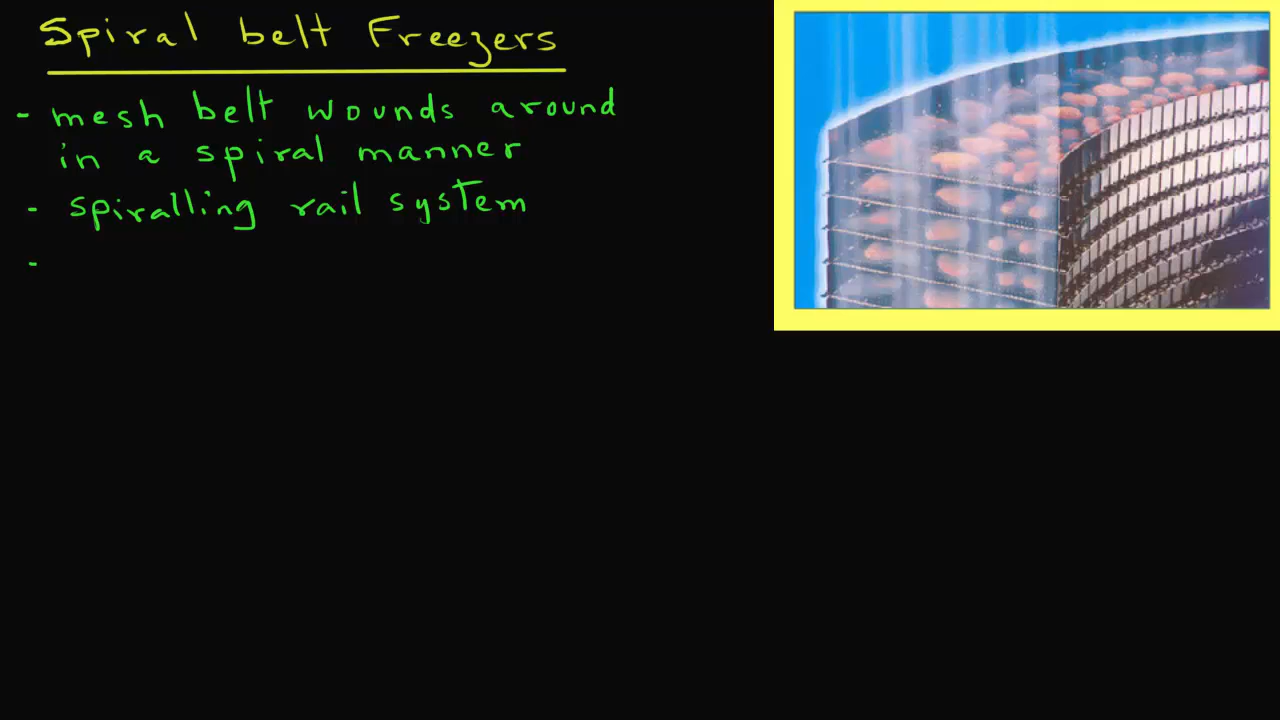 Spiral belt Freezers
- mesh belt wounds around
in a spiral manner
- spiralling rail system
-